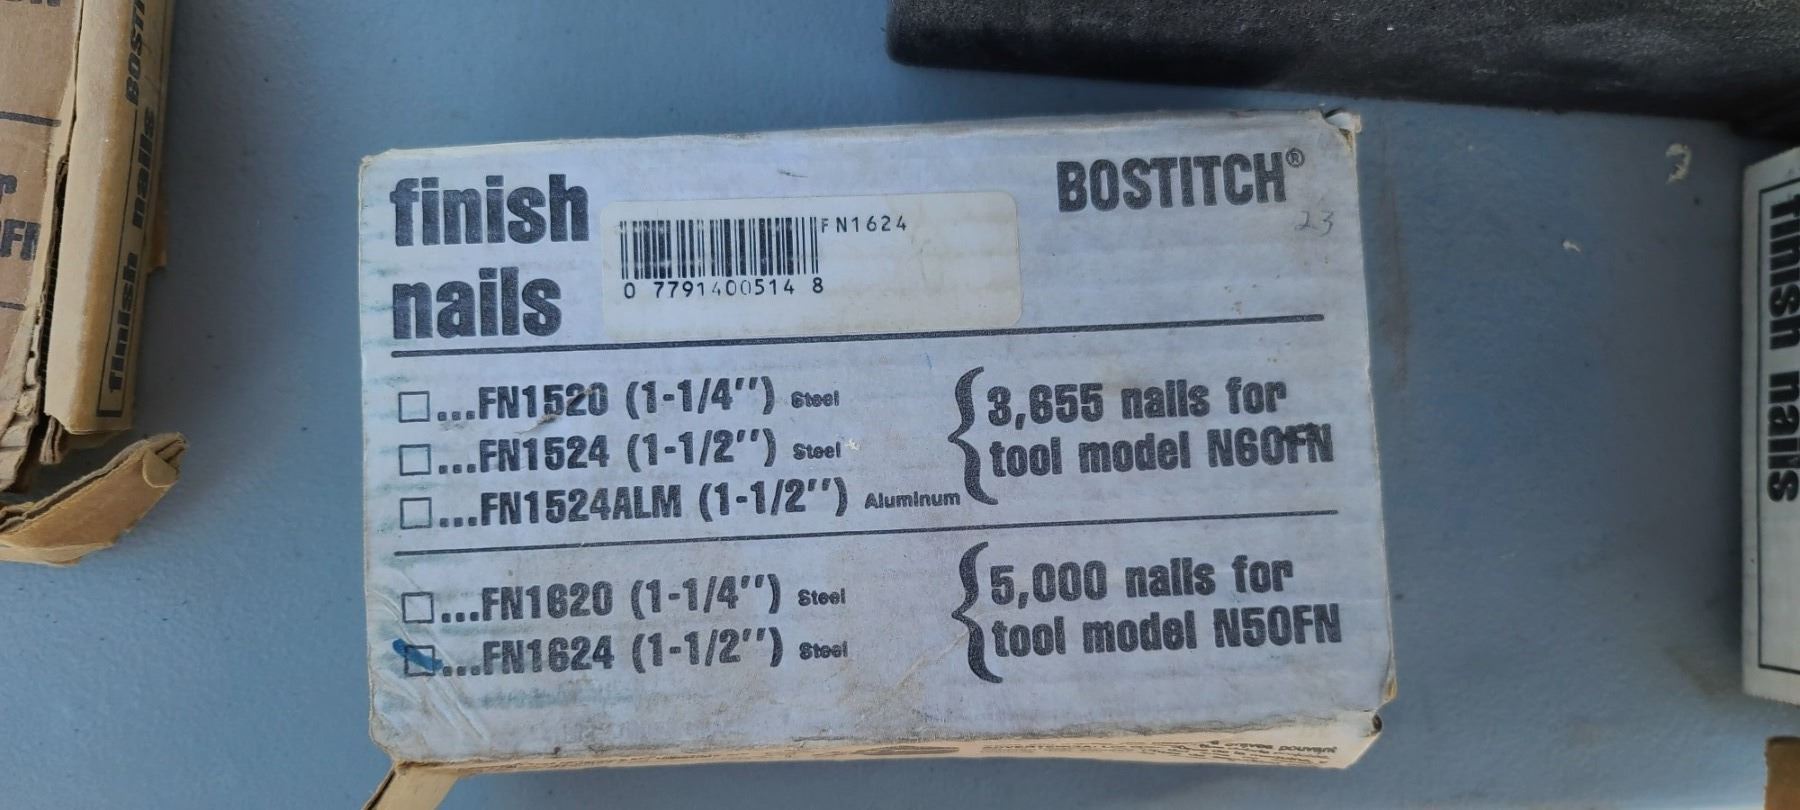 finish nails
BOSTITCH®
23
FN1624
0 7791400514 8
☐...FN1520 (1-1/4") Steel
☐...FN1524 (1-1/2") Steel
☐...FN1524ALM (1-1/2") Aluminum
3,655 nails for
tool model N60FN
☐...FN1620 (1-1/4") Steel
☐...FN1624 (1-1/2") Steel
5,000 nails for
tool model N50FN
finish nails BOSTI
finish nails